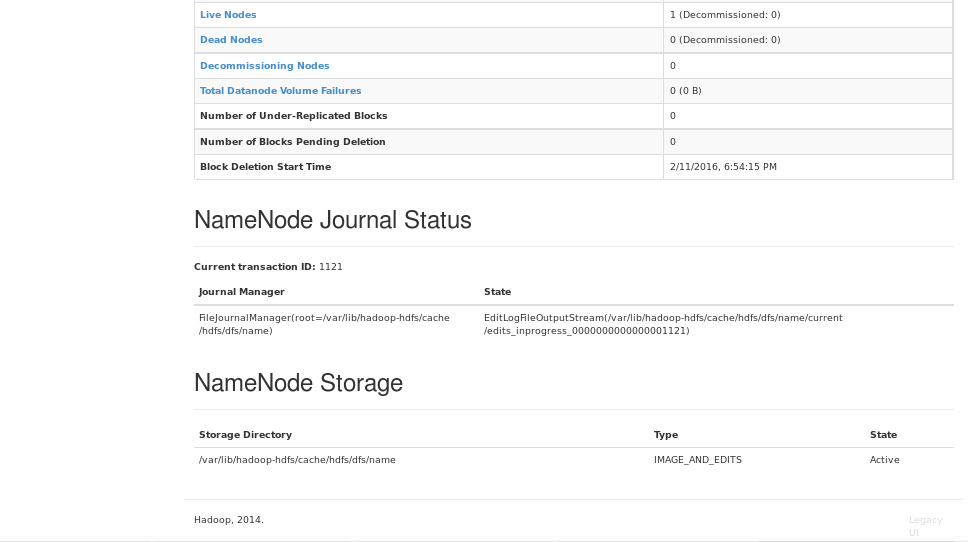 Live Nodes 1 (Decommissioned: 0)
Dead Nodes 0 (Decommissioned: 0)
Decommissioning Nodes 0
Total Datanode Volume Failures 0 (0 B)
Number of Under-Replicated Blocks 0
Number of Blocks Pending Deletion 0
Block Deletion Start Time 2/11/2016, 6:54:15 PM
NameNode Journal Status
Current transaction ID: 1121
Journal Manager State
FileJournalManager(root=/var/lib/hadoop-hdfs/cache EditLogFileOutputStream(/var/lib/hadoop-hdfs/cache/hdfs/dfs/name/current
/hdfs/dfs/name) /edits_inprogress_0000000000000001121)
NameNode Storage
Storage Directory Type State
/var/lib/hadoop-hdfs/cache/hdfs/dfs/name IMAGE_AND_EDITS Active
Hadoop, 2014. Legacy
UI